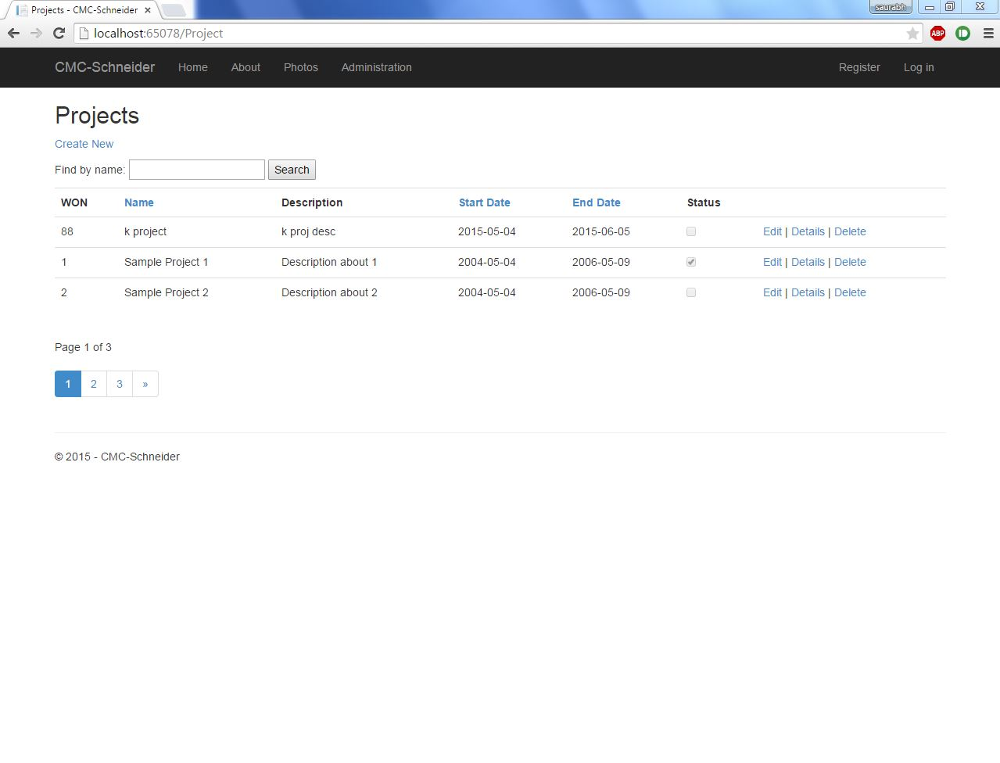 Projects - CMC-Schneider
saurabh
localhost:65078/Project
ABP
CMC-Schneider Home About Photos Administration Register Log in
Projects
Create New
Find by name: Search
WON Name Description Start Date End Date Status
88 k project k proj desc 2015-05-04 2015-06-05 Edit | Details | Delete
1 Sample Project 1 Description about 1 2004-05-04 2006-05-09 Edit | Details | Delete
2 Sample Project 2 Description about 2 2004-05-04 2006-05-09 Edit | Details | Delete
Page 1 of 3
1 2 3 »
© 2015 - CMC-Schneider